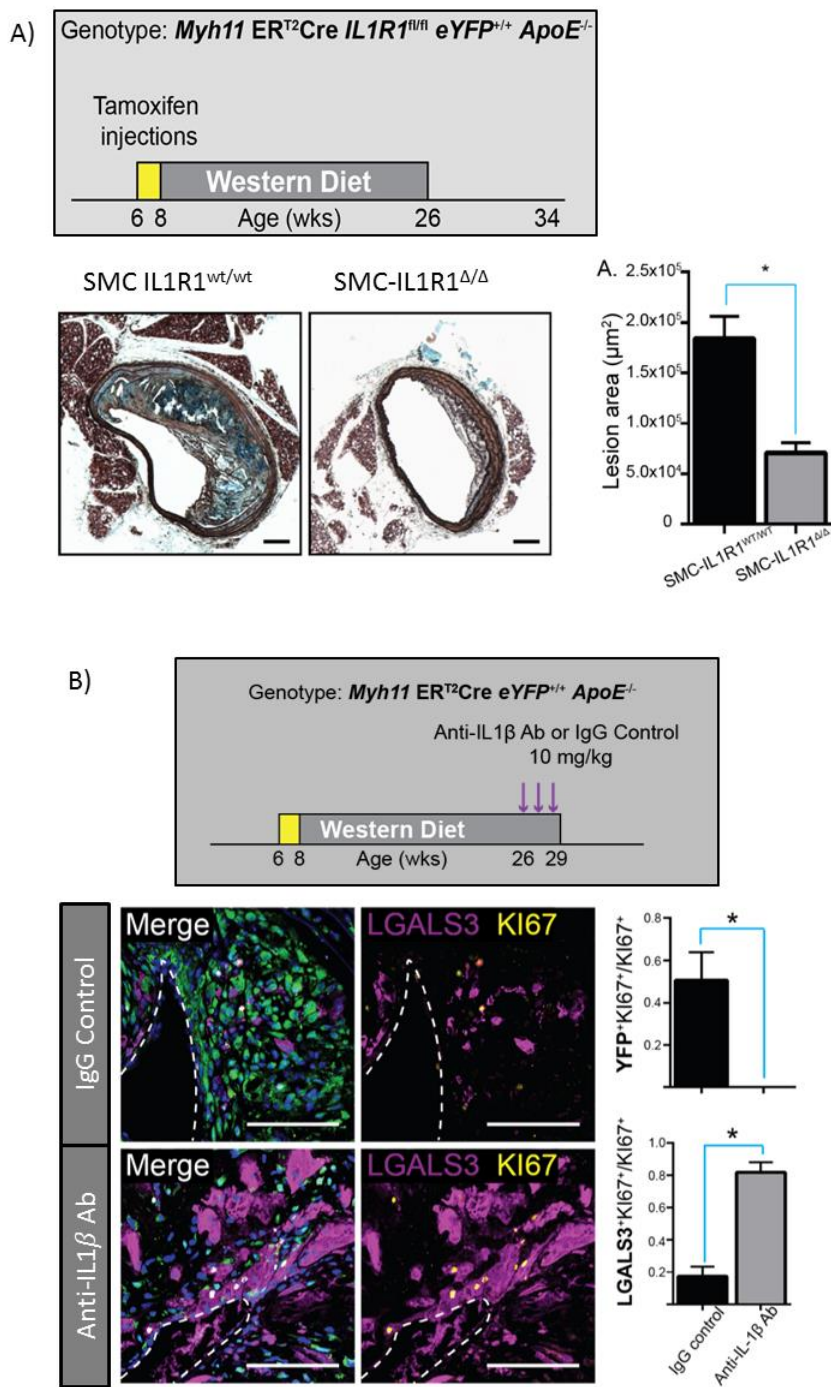 A)
Genotype: Myh11 ERᵀ²Cre IL1R1ᶠˡ/ᶠˡ eYFP⁺/⁺ ApoE⁻/⁻
Tamoxifen
injections
Western Diet
6 8 Age (wks) 26 34
SMC IL1R1ʷᵗ/ʷᵗ SMC-IL1R1Δ/Δ
A.
*
Lesion area (µm²)
2.5x10⁵
2.0x10⁵
1.0x10⁵
1.0x10⁵
5.0x10⁴
0
SMC-IL1R1ᵂᵀ/ᵂᵀ
SMC-IL1R1Δ/Δ
B)
Genotype: Myh11 ERᵀ²Cre eYFP⁺/⁺ ApoE⁻/⁻
Anti-IL1β Ab or IgG Control
10 mg/kg
Western Diet
6 8 Age (wks) 26 29
IgG Control
Merge
LGALS3 KI67
YFP⁺KI67⁺/KI67⁺
0.8
0.6
0.4
0.2
*
Anti-IL1β Ab
Merge
LGALS3 KI67
LGALS3⁺KI67⁺/KI67⁺
1.0
0.8
0.6
0.4
0.2
*
IgG control
Anti-IL-1β Ab